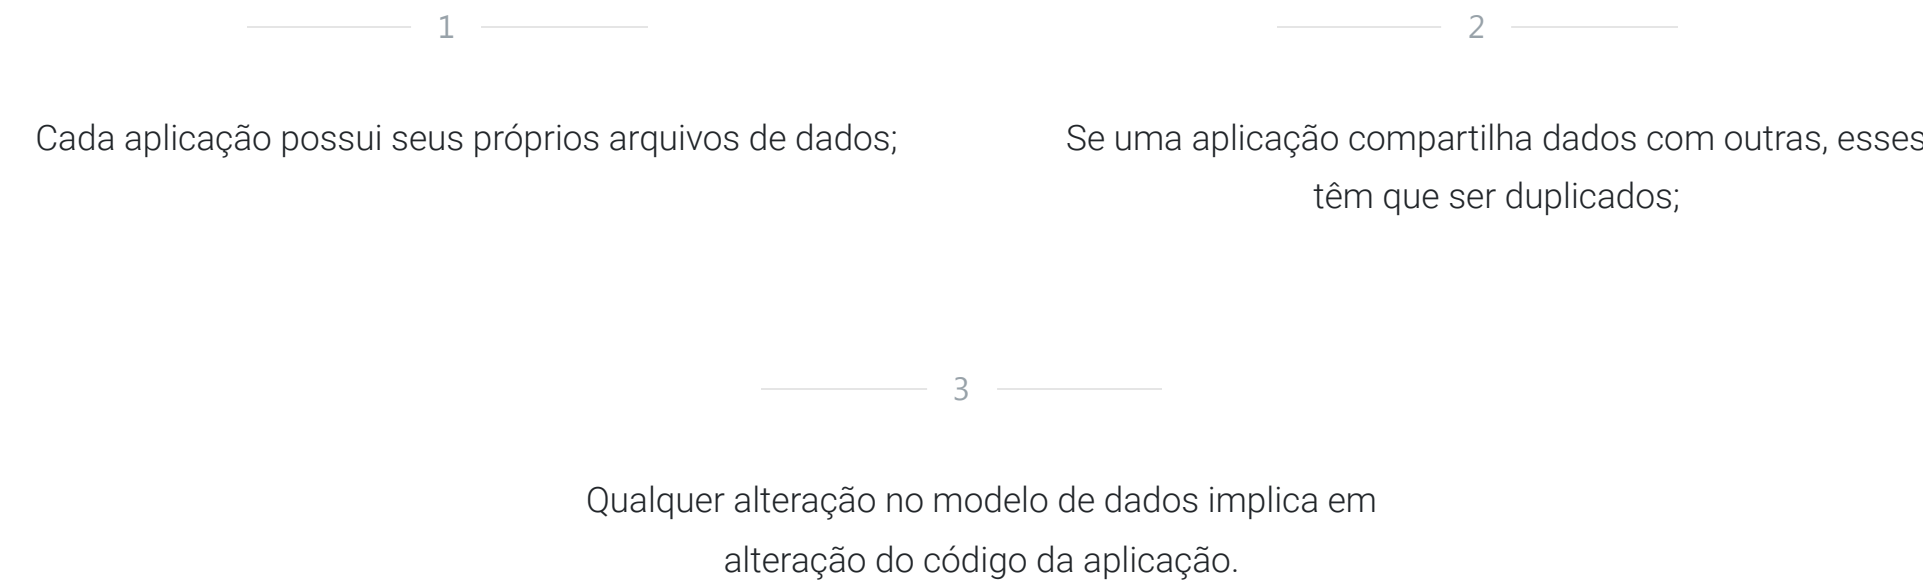 1
Cada aplicação possui seus próprios arquivos de dados;
2
Se uma aplicação compartilha dados com outras, esses
têm que ser duplicados;
3
Qualquer alteração no modelo de dados implica em
alteração do código da aplicação.